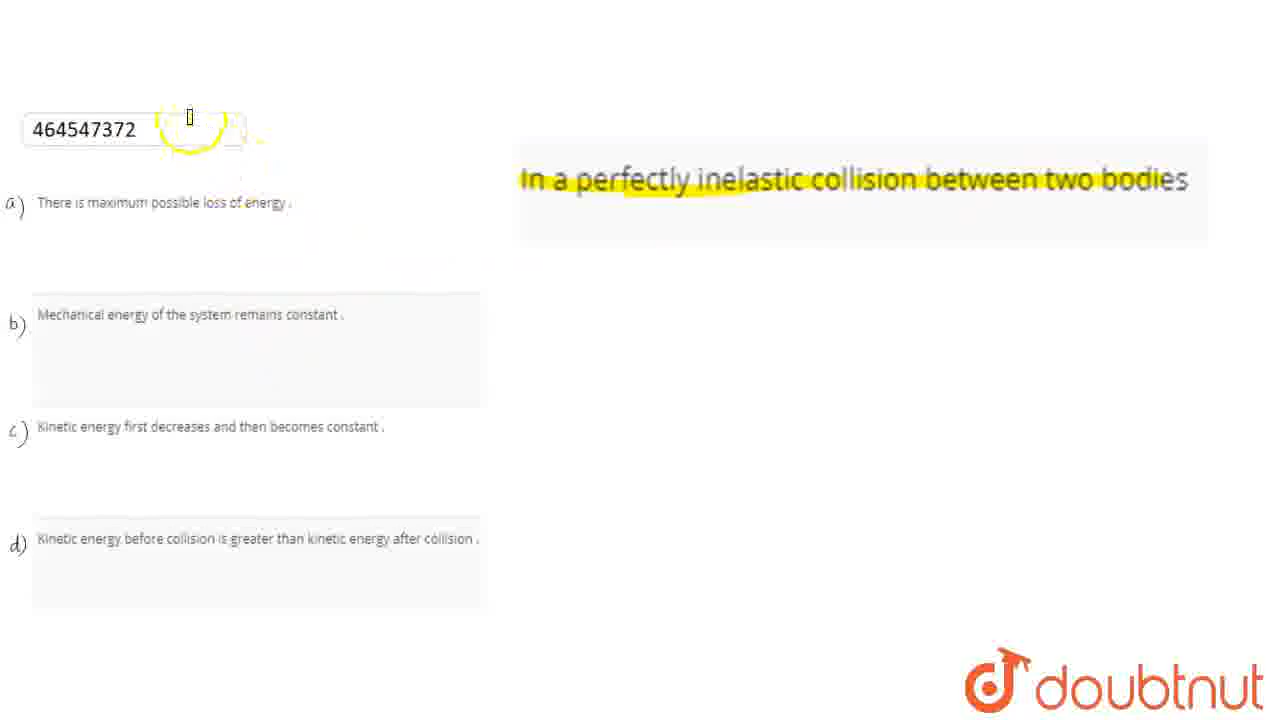 464547372
In a perfectly inelastic collision between two bodies
a) There is maximum possible loss of energy .
b) Mechanical energy of the system remains constant .
c) Kinetic energy first decreases and then becomes constant .
d) Kinetic energy before collision is greater than kinetic energy after collision .
doubtnut